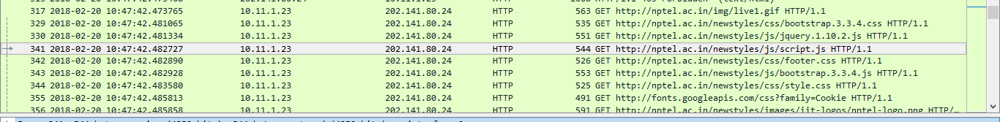 317 2018-02-20 10:47:42.473765 10.11.1.23 202.141.80.24 HTTP 563 GET http://nptel.ac.in/img/live1.gif HTTP/1.1
329 2018-02-20 10:47:42.481065 10.11.1.23 202.141.80.24 HTTP 535 GET http://nptel.ac.in/newstyles/css/bootstrap.3.3.4.css HTTP/1.1
330 2018-02-20 10:47:42.481334 10.11.1.23 202.141.80.24 HTTP 551 GET http://nptel.ac.in/newstyles/js/jquery.1.10.2.js HTTP/1.1
341 2018-02-20 10:47:42.482727 10.11.1.23 202.141.80.24 HTTP 544 GET http://nptel.ac.in/newstyles/js/script.js HTTP/1.1
342 2018-02-20 10:47:42.482890 10.11.1.23 202.141.80.24 HTTP 526 GET http://nptel.ac.in/newstyles/css/footer.css HTTP/1.1
343 2018-02-20 10:47:42.482928 10.11.1.23 202.141.80.24 HTTP 553 GET http://nptel.ac.in/newstyles/js/bootstrap.3.3.4.js HTTP/1.1
344 2018-02-20 10:47:42.483580 10.11.1.23 202.141.80.24 HTTP 525 GET http://nptel.ac.in/newstyles/css/style.css HTTP/1.1
355 2018-02-20 10:47:42.485813 10.11.1.23 202.141.80.24 HTTP 491 GET http://fonts.googleapis.com/css?family=Cookie HTTP/1.1
356 2018-02-20 10:47:42.485858 10.11.1.23 202.141.80.24 HTTP 591 GET http://nptel.ac.in/newstyles/images/iit-logos/nptel-logo.png HTTP/…